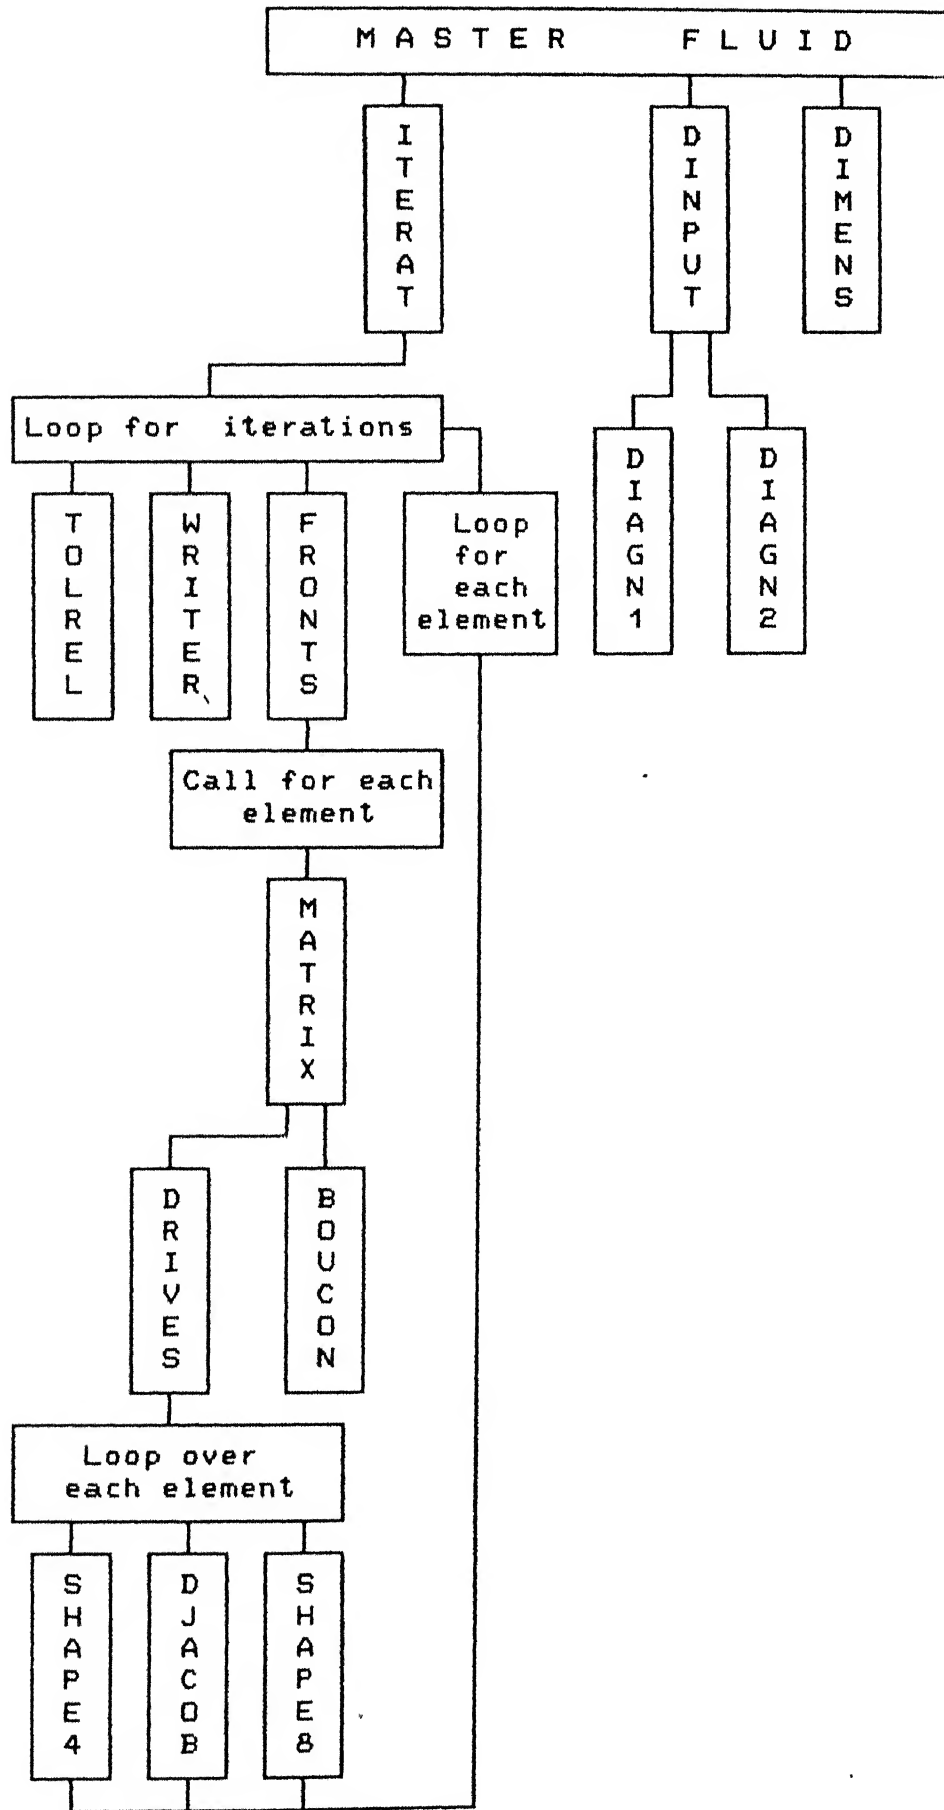 MASTER FLUID
ITERAT
DINPUT
DIMENS
Loop for iterations
DIAGN1
DIAGN2
TOLREL
WRITER
FRONTS
Loop
for
each
element
Call for each
element
MATRIX
DRIVES
BOUCON
Loop over
each element
SHAPE4
DJACOB
SHAPE8